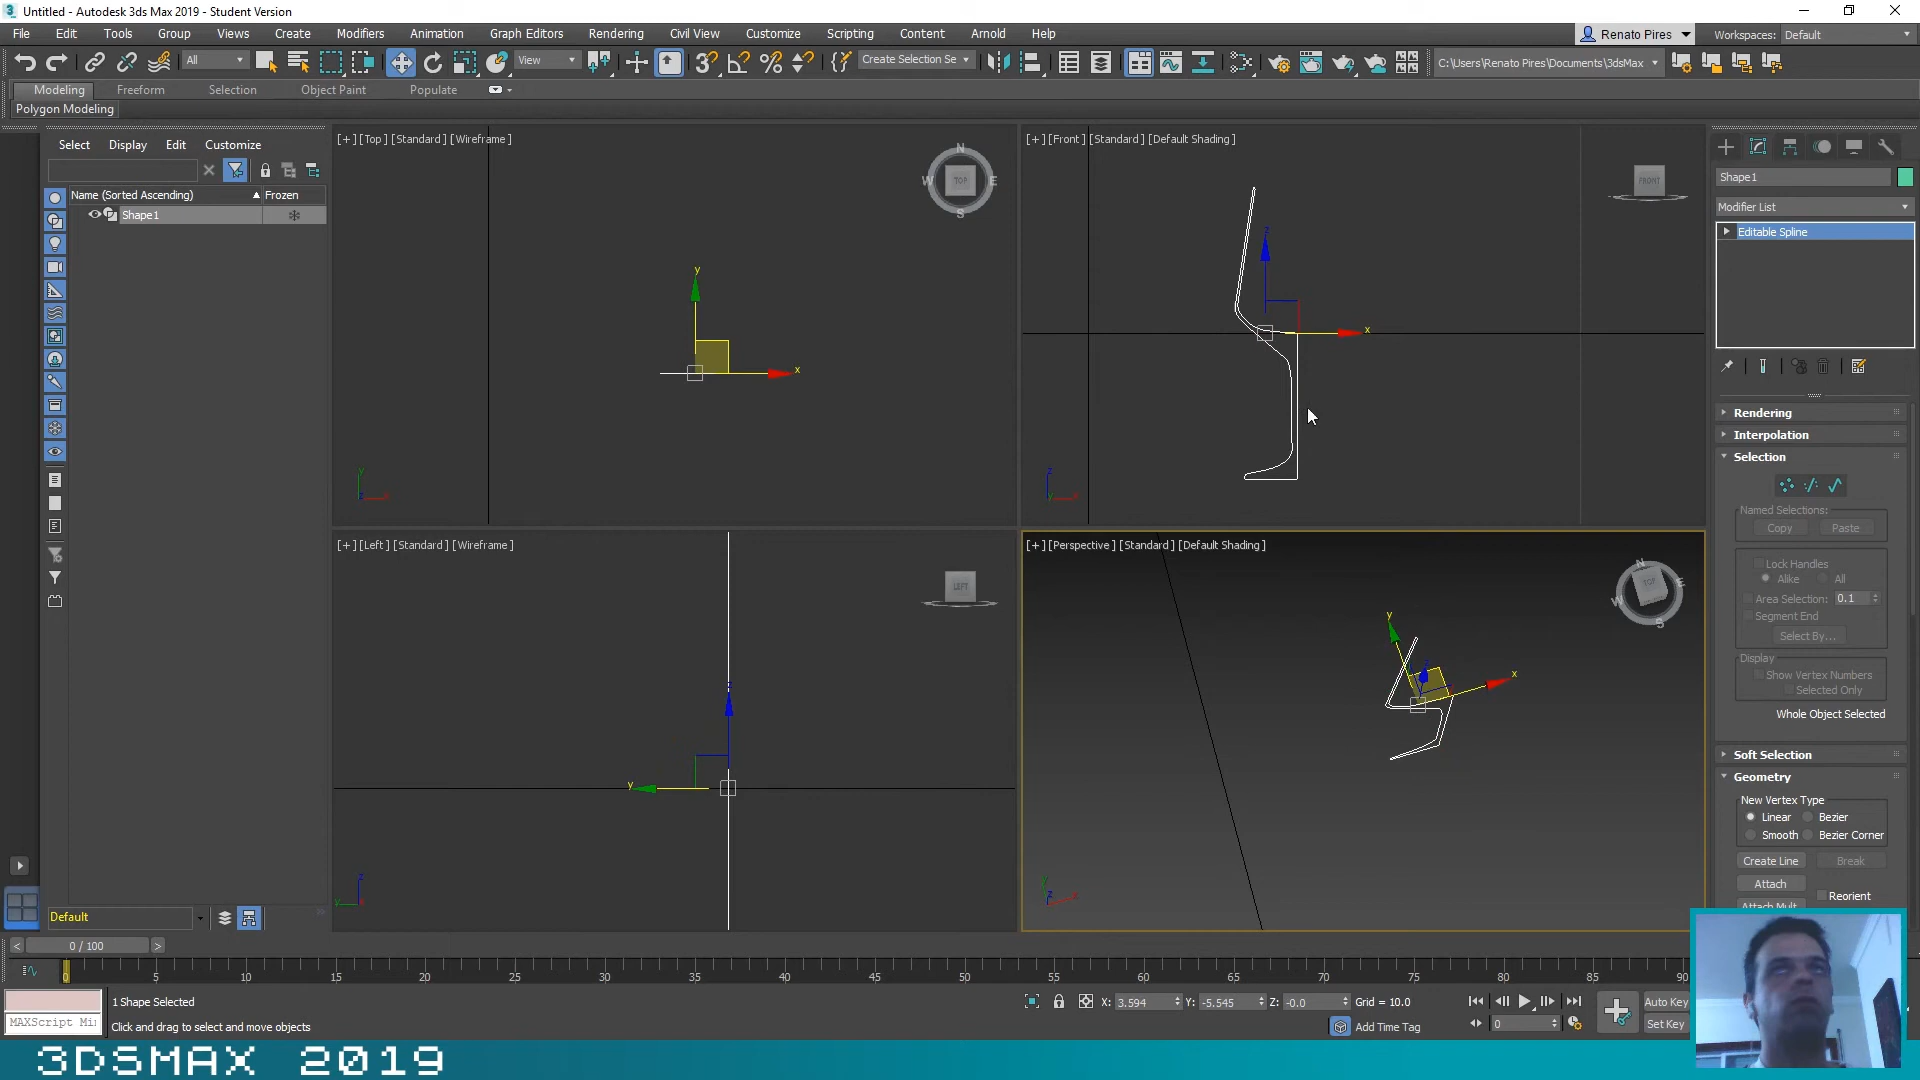 Untitled - Autodesk 3ds Max 2019 - Student Version
File Edit Tools Group Views Create Modifiers Animation Graph Editors Rendering Civil View Customize Scripting Content Arnold Help
Renato Pires Workspaces: Default
All View Create Selection Se C:\Users\Renato Pires\Documents\3dsMax
Modeling Freeform Selection Object Paint Populate
Polygon Modeling
Select Display Edit Customize
Name (Sorted Ascending) Frozen
Shape1
Default
[+] [Top] [Standard] [Wireframe]
N
W TOP E
S
y
x
[+] [Front] [Standard] [Default Shading]
FRONT
z
x
[+] [Left] [Standard] [Wireframe]
LEFT
y
[+] [Perspective] [Standard] [Default Shading]
N
W TOP E
S
y
x
Shape1
Modifier List
Editable Spline
Rendering
Interpolation
Selection
Named Selections:
Copy Paste
Lock Handles
Alike All
Area Selection: 0.1
Segment End
Select By...
Display
Show Vertex Numbers
Selected Only
Whole Object Selected
Soft Selection
Geometry
New Vertex Type
Linear Bezier
Smooth Bezier Corner
Create Line Break
Attach
Reorient
Attach Mult.
< 0 / 100 >
0 5 10 15 20 25 30 35 40 45 50 55 60 65 70 75 80 85 90
MAXScript Mi
1 Shape Selected
Click and drag to select and move objects
X: 3.594 Y: -5.545 Z: -0.0 Grid = 10.0
Add Time Tag
0
Auto Key
Set Key
3DSMAX 2019